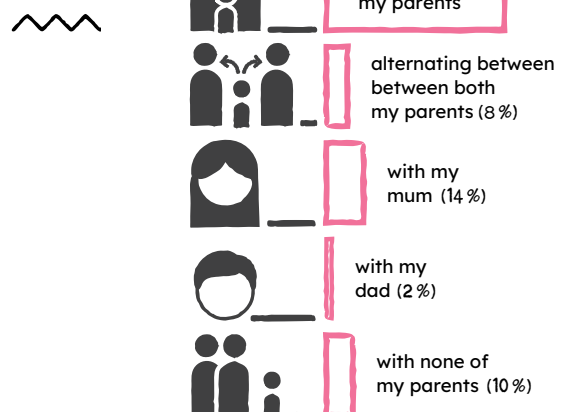 my parents
alternating between
between both
my parents (8 %)
with my
mum (14 %)
with my
dad (2 %)
with none of
my parents (10 %)